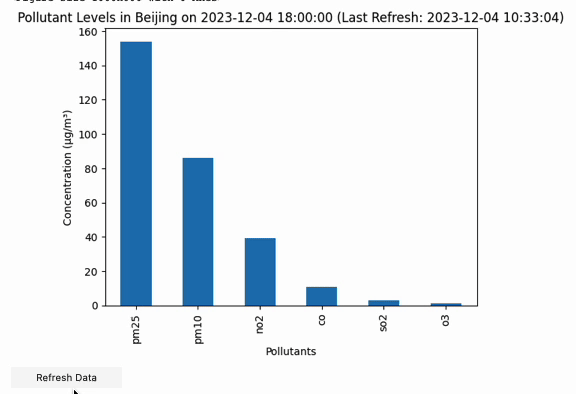 Pollutant Levels in Beijing on 2023-12-04 18:00:00 (Last Refresh: 2023-12-04 10:33:04)
160
140
120
100
80
60
40
20
0
Concentration (µg/m³)
pm25
pm10
no2
co
so2
o3
Pollutants
Refresh Data